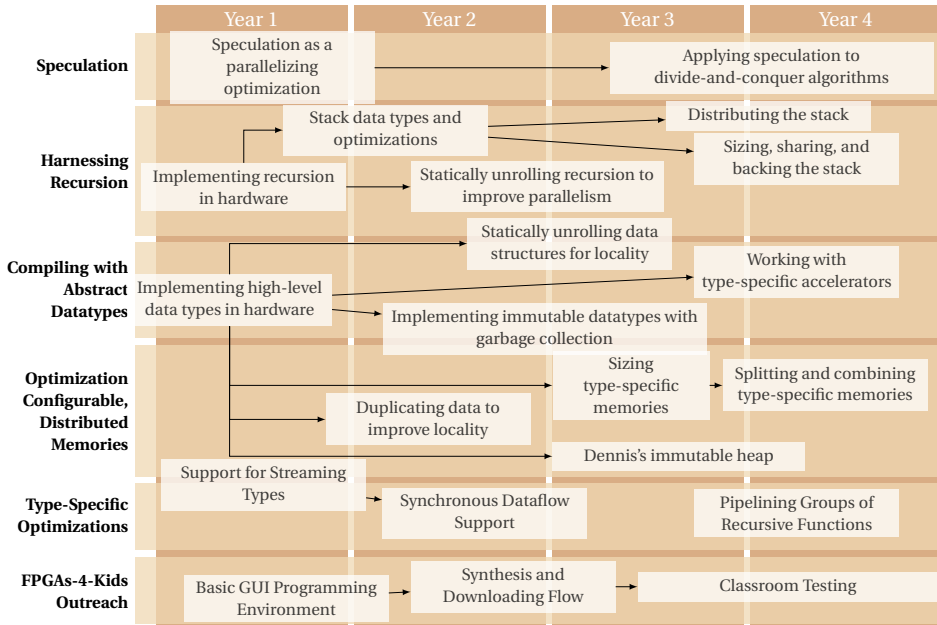 Year 1
Year 2
Year 3
Year 4
Speculation
Speculation as a
parallelizing
optimization
Applying speculation to
divide-and-conquer algorithms
Harnessing
Recursion
Stack data types and
optimizations
Distributing the stack
Sizing, sharing, and
backing the stack
Implementing recursion
in hardware
Statically unrolling recursion to
improve parallelism
Compiling with
Abstract
Datatypes
Statically unrolling data
structures for locality
Working with
type-specific accelerators
Implementing high-level
data types in hardware
Implementing immutable datatypes with
garbage collection
Optimization
Configurable,
Distributed
Memories
Sizing
type-specific
memories
Splitting and combining
type-specific memories
Duplicating data to
improve locality
Dennis's immutable heap
Type-Specific
Optimizations
Support for Streaming
Types
Synchronous Dataflow
Support
Pipelining Groups of
Recursive Functions
FPGAs-4-Kids
Outreach
Basic GUI Programming
Environment
Synthesis and
Downloading Flow
Classroom Testing